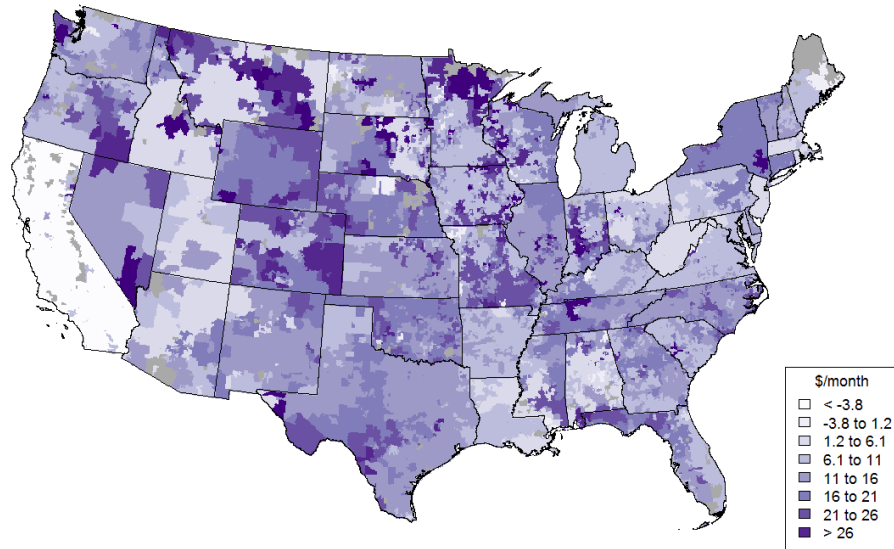 $/month
< -3.8
-3.8 to 1.2
1.2 to 6.1
6.1 to 11
11 to 16
16 to 21
21 to 26
> 26